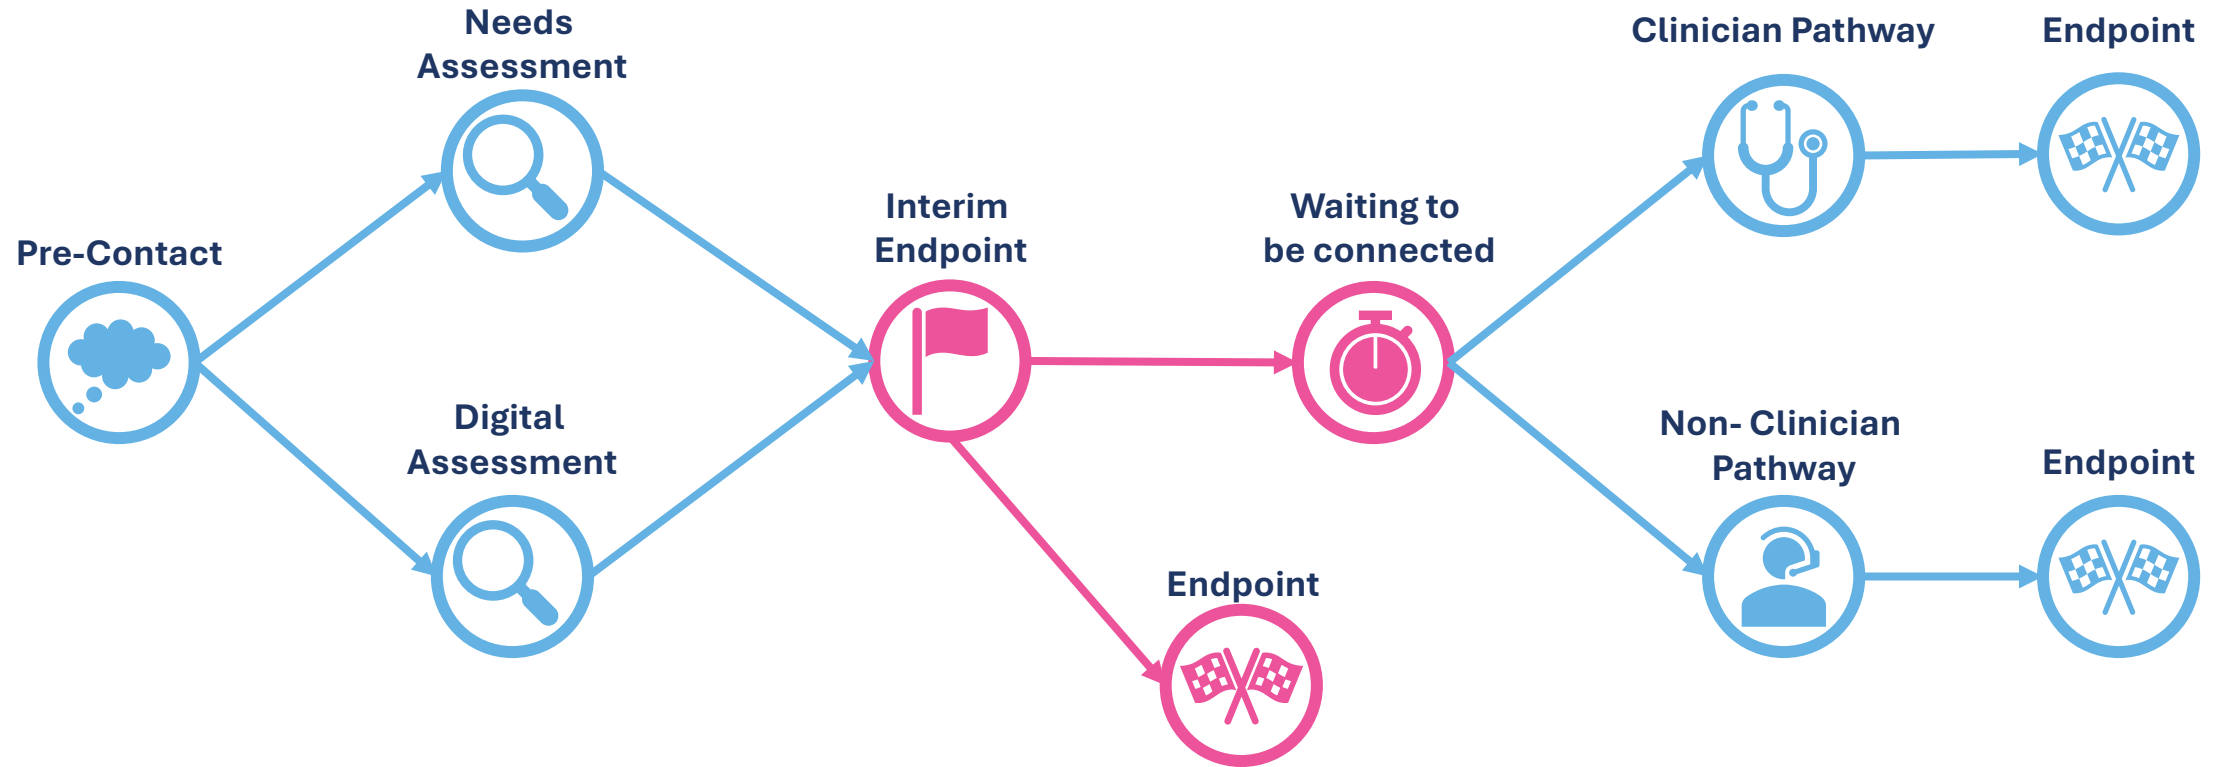 Needs
Assessment
Clinician Pathway
Endpoint
Pre-Contact
Interim
Endpoint
Waiting to
be connected
Digital
Assessment
Non- Clinician
Pathway
Endpoint
Endpoint